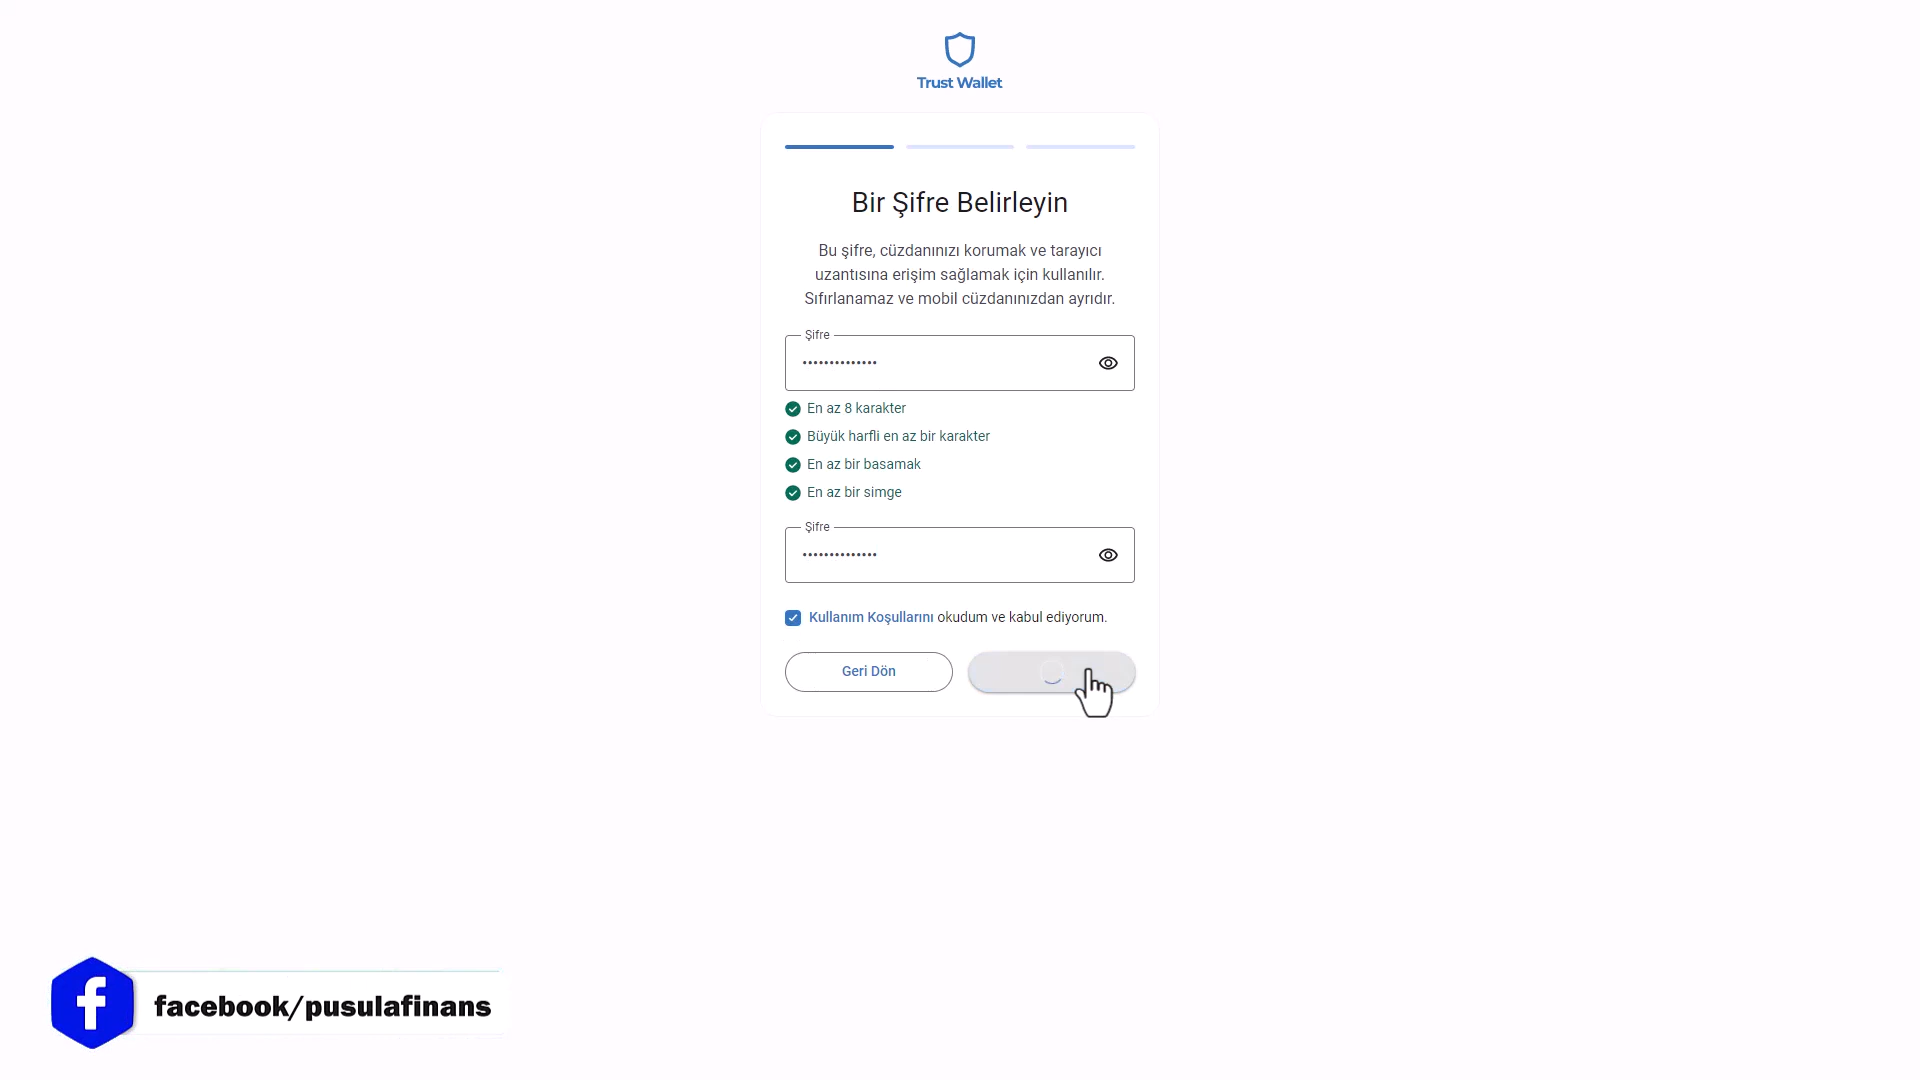 Trust Wallet
Bir Şifre Belirleyin
Bu şifre, cüzdanınızı korumak ve tarayıcı
uzantısına erişim sağlamak için kullanılır.
Sıfırlanamaz ve mobil cüzdanınızdan ayrıdır.
Şifre
••••••••••••••
En az 8 karakter
Büyük harfli en az bir karakter
En az bir basamak
En az bir simge
Şifre
••••••••••••••
Kullanım Koşullarını okudum ve kabul ediyorum.
Geri Dön
facebook/pusulafinans